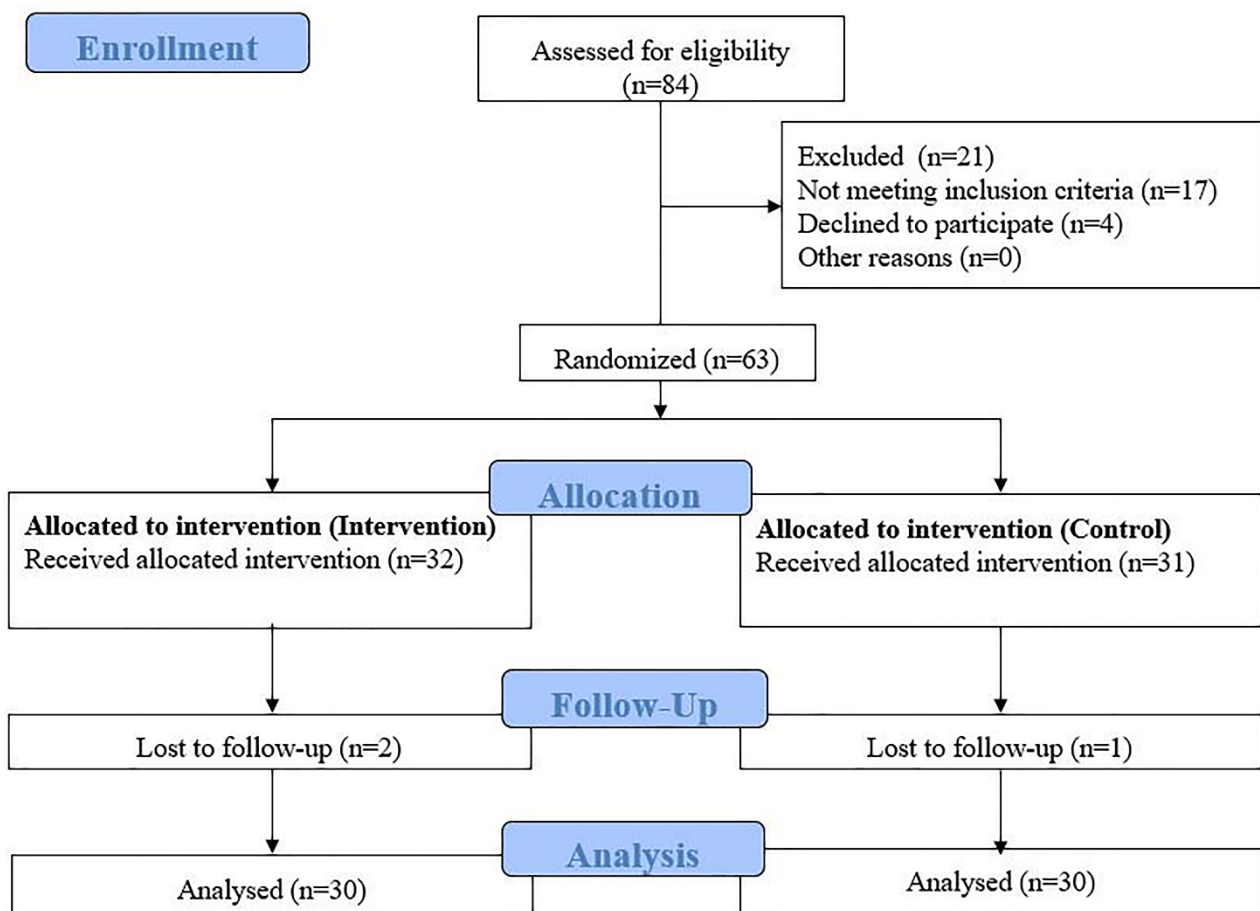 Enrollment
Assessed for eligibility
(n=84)
Excluded  (n=21)
Not meeting inclusion criteria (n=17)
Declined to participate (n=4)
Other reasons (n=0)
Randomized (n=63)
Allocation
Allocated to intervention (Intervention)
Received allocated intervention (n=32)
Allocated to intervention (Control)
Received allocated intervention (n=31)
Follow-Up
Lost to follow-up (n=2)
Lost to follow-up (n=1)
Analysis
Analysed (n=30)
Analysed (n=30)